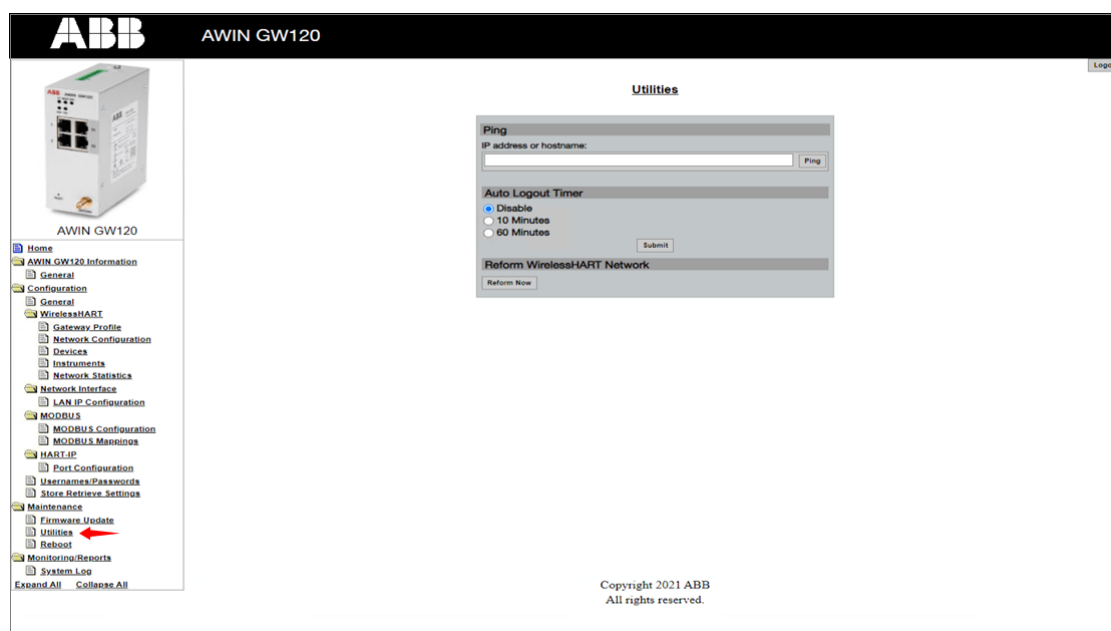 ABB
AWIN GW120
Logo
ABB
ABB
AWIN GW120
Home
AWIN GW120 Information
General
Configuration
General
WirelessHART
Gateway Profile
Network Configuration
Devices
Instruments
Network Statistics
Network Interface
LAN IP Configuration
MODBUS
MODBUS Configuration
MODBUS Mappings
HART-IP
Port Configuration
Usernames/Passwords
Store Retrieve Settings
Maintenance
Firmware Update
Utilities
Reboot
Monitoring/Reports
System Log
Expand All Collapse All
Utilities
Ping
IP address or hostname:
Ping
Auto Logout Timer
Disable
10 Minutes
60 Minutes
Submit
Reform WirelessHART Network
Reform Now
Copyright 2021 ABB
All rights reserved.